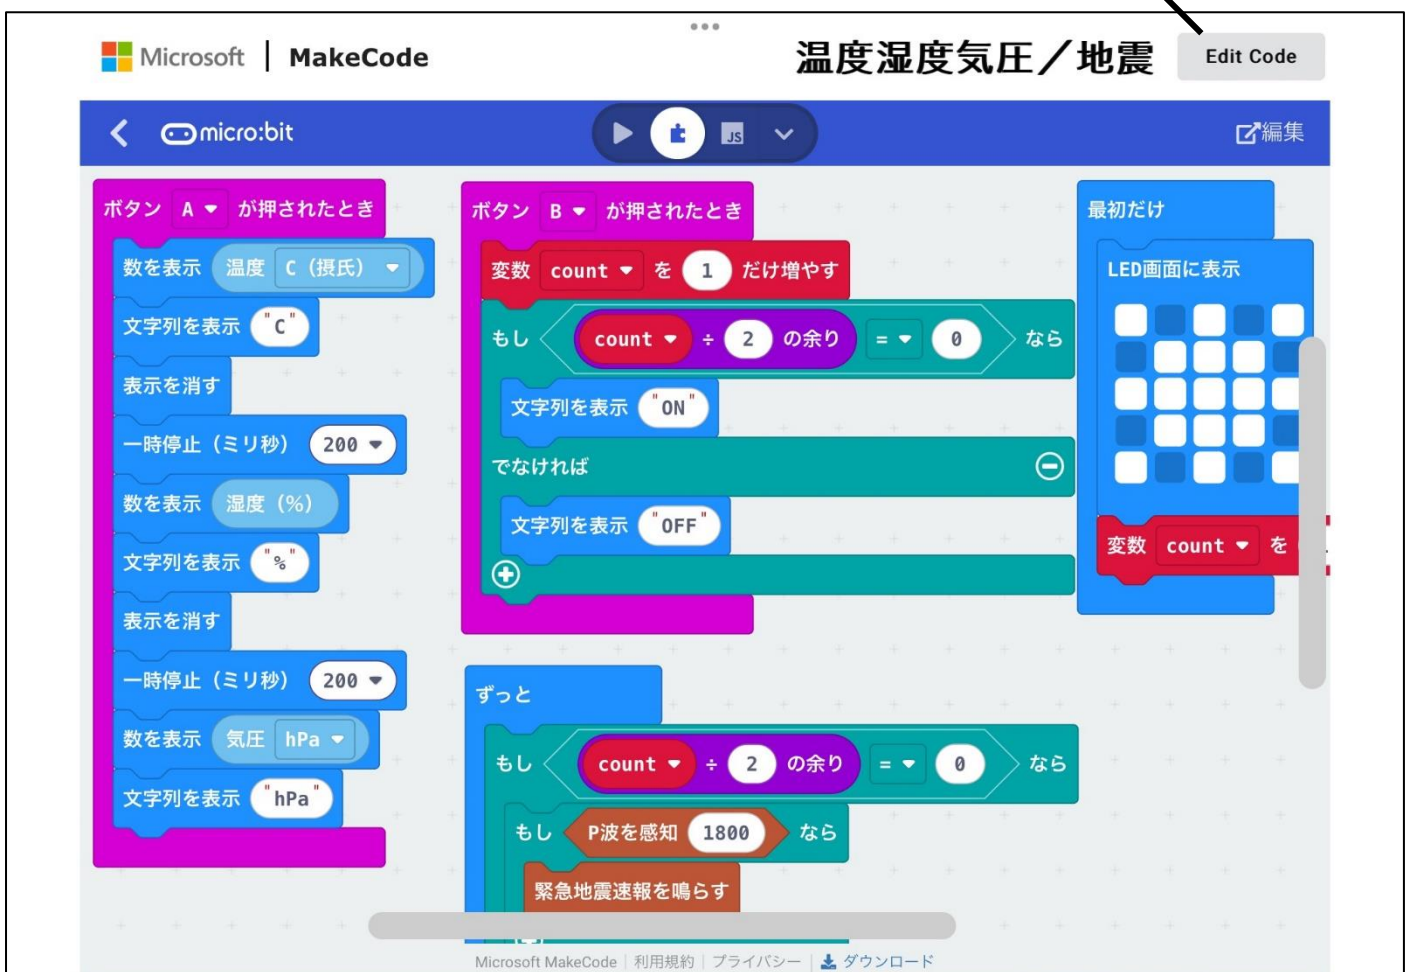 Microsoft | MakeCode
温度湿度気圧／地震
Edit Code
micro:bit
JS
編集
ボタン A が押されたとき
数を表示 温度 C (摂氏)
文字列を表示 "C"
表示を消す
一時停止 (ミリ秒) 200
数を表示 湿度 (%)
文字列を表示 "%"
表示を消す
一時停止 (ミリ秒) 200
数を表示 気圧 hPa
文字列を表示 "hPa"
ボタン B が押されたとき
変数 count を 1 だけ増やす
もし count ÷ 2 の余り = 0 なら
文字列を表示 "ON"
でなければ
文字列を表示 "OFF"
ずっと
もし count ÷ 2 の余り = 0 なら
もし P波を感知 1800 なら
緊急地震速報を鳴らす
最初だけ
LED画面に表示
変数 count を
Microsoft MakeCode | 利用規約 | プライバシー | ダウンロード